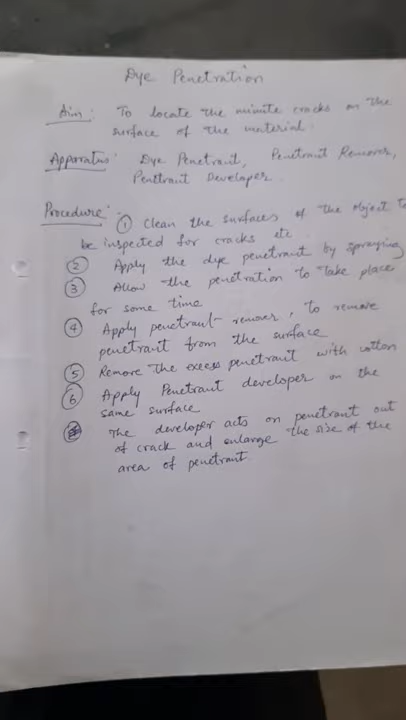 Dye Penetration
Aim: To locate the minute cracks on the
surface of the material.
Apparatus: Dye Penetrant, Penetrant Remover,
Penttrant Developer.
Procedure:- ① Clean the surfaces of the object to
be inspected for cracks etc
② Apply the dye penetrant by spraying
③ Allow the penetration to take place
for some time
④ Apply penetrant remover, to remove
penetrant from the surface
⑤ Remove the excess penetrant with cotton
⑥ Apply Penetrant developer on the
same surface
The developer acts on penetrant out
of crack and enlarge the size of the
area of penetrant